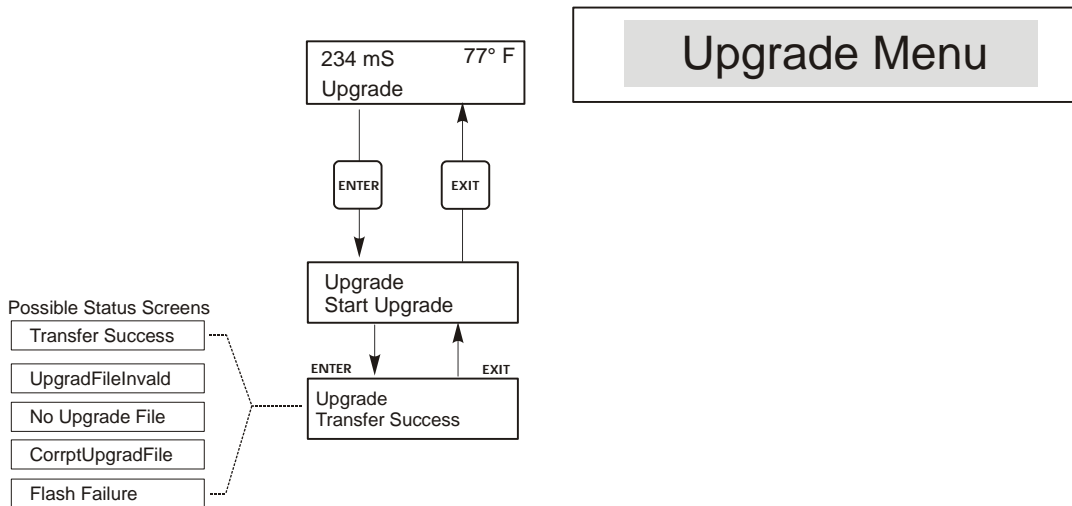 Upgrade Menu
234 mS 77° F
Upgrade
ENTER EXIT
Upgrade
Start Upgrade
ENTER EXIT
Upgrade
Transfer Success
Possible Status Screens
Transfer Success
UpgradFileInvald
No Upgrade File
CorrptUpgradFile
Flash Failure